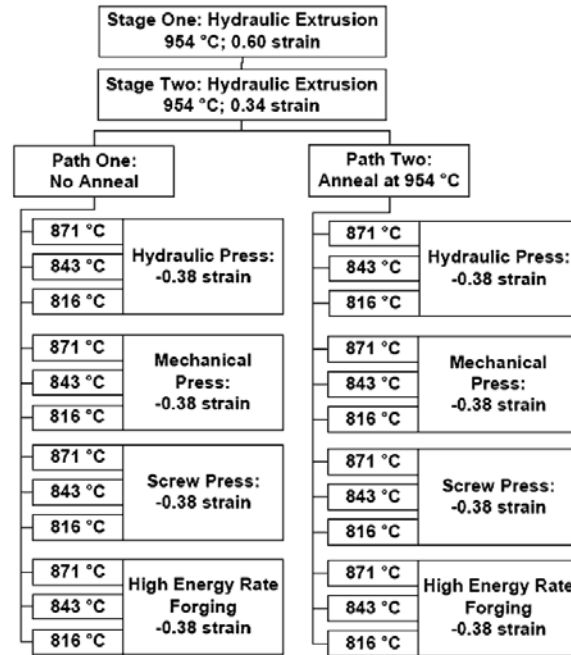 Stage One: Hydraulic Extrusion
954 °C; 0.60 strain
Stage Two: Hydraulic Extrusion
954 °C; 0.34 strain
Path One:
No Anneal
871 °C
843 °C
816 °C
Hydraulic Press:
-0.38 strain
871 °C
843 °C
816 °C
Mechanical
Press:
-0.38 strain
871 °C
843 °C
816 °C
Screw Press:
-0.38 strain
871 °C
843 °C
816 °C
High Energy Rate
Forging
-0.38 strain
Path Two:
Anneal at 954 °C
871 °C
843 °C
816 °C
Hydraulic Press:
-0.38 strain
871 °C
843 °C
816 °C
Mechanical
Press:
-0.38 strain
871 °C
843 °C
816 °C
Screw Press:
-0.38 strain
871 °C
843 °C
816 °C
High Energy Rate
Forging
-0.38 strain